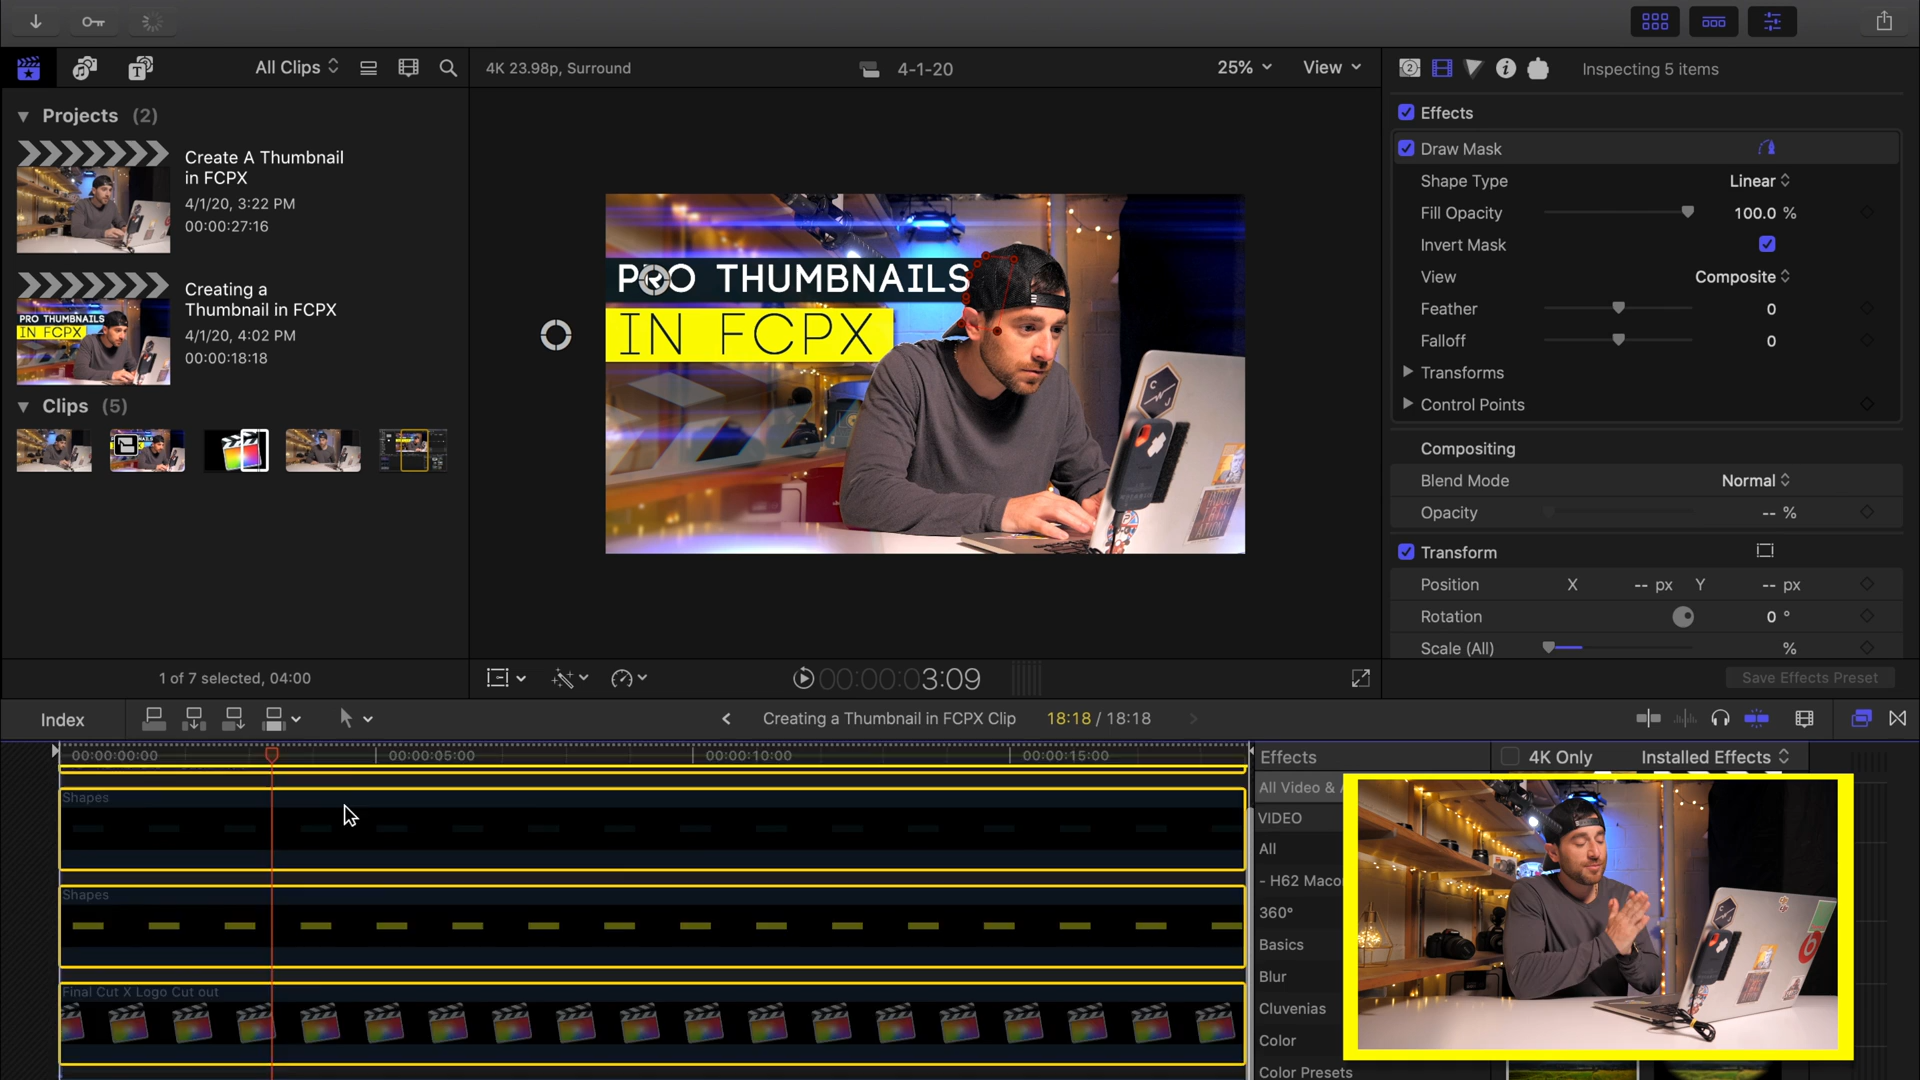 All Clips
4K 23.98p, Surround
4-1-20
25%
View
Inspecting 5 items
Projects (2)
Create A Thumbnail
in FCPX
4/1/20, 3:22 PM
00:00:27:16
Creating a
Thumbnail in FCPX
4/1/20, 4:02 PM
00:00:18:18
PRO THUMBNAILS
IN FCPX
Clips (5)
1 of 7 selected, 04:00
PRO THUMBNAILS
IN FCPX
00:00:00:03:09
Effects
Draw Mask
Shape Type Linear
Fill Opacity 100.0 %
Invert Mask
View Composite
Feather 0
Falloff 0
Transforms
Control Points
Compositing
Blend Mode Normal
Opacity -- %
Transform
Position X -- px Y -- px
Rotation 0 °
Scale (All) %
Save Effects Preset
Index
Creating a Thumbnail in FCPX Clip
18:18 / 18:18
00:00:00:00
00:00:05:00
00:00:10:00
00:00:15:00
Shapes
Shapes
Final Cut X Logo Cut out
Effects
4K Only
Installed Effects
All Video &
VIDEO
All
- H62 Maco
360°
Basics
Blur
Cluvenias
Color
Color Presets